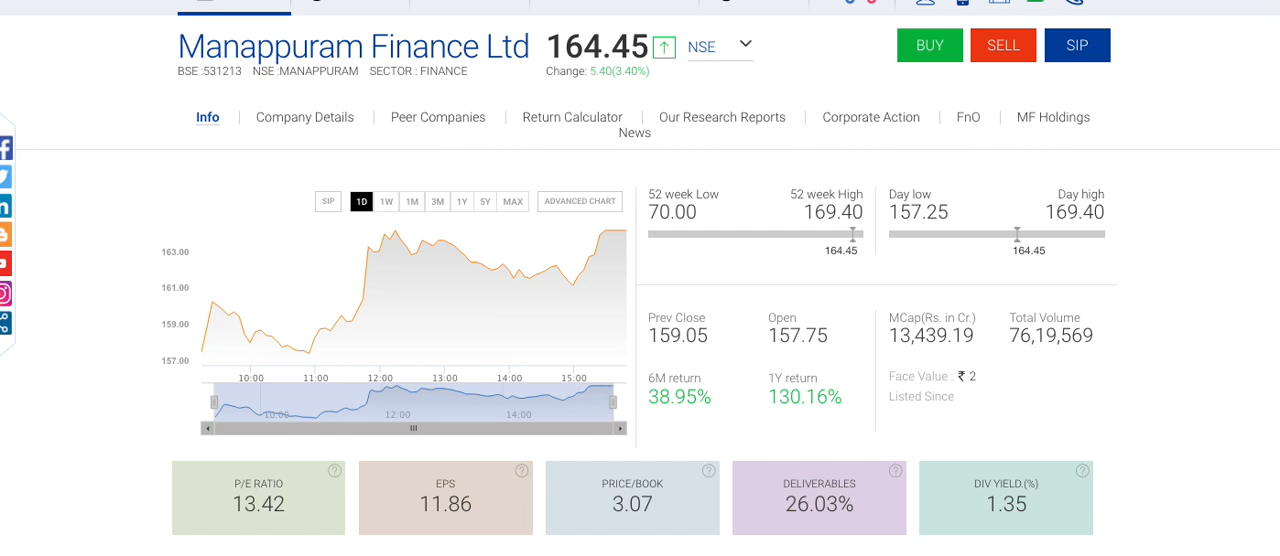 Manappuram Finance Ltd 164.45 ↑ NSE
BSE :531213 NSE :MANAPPURAM SECTOR : FINANCE Change: 5.40(3.40%)
BUY SELL SIP
Info Company Details Peer Companies Return Calculator Our Research Reports Corporate Action FnO MF Holdings
News
SIP 1D 1W 1M 3M 1Y 5Y MAX ADVANCED CHART
163.00
161.00
159.00
157.00
10:00 11:00 12:00 13:00 14:00 15:00
10:00 12:00 14:00
52 week Low 52 week High
70.00 169.40
164.45
Day low Day high
157.25 169.40
164.45
Prev Close Open
159.05 157.75
6M return 1Y return
38.95% 130.16%
MCap(Rs. in Cr.) Total Volume
13,439.19 76,19,569
Face Value : ₹ 2
Listed Since
P/E RATIO ?
13.42
EPS ?
11.86
PRICE/BOOK ?
3.07
DELIVERABLES ?
26.03%
DIV YIELD.(%) ?
1.35